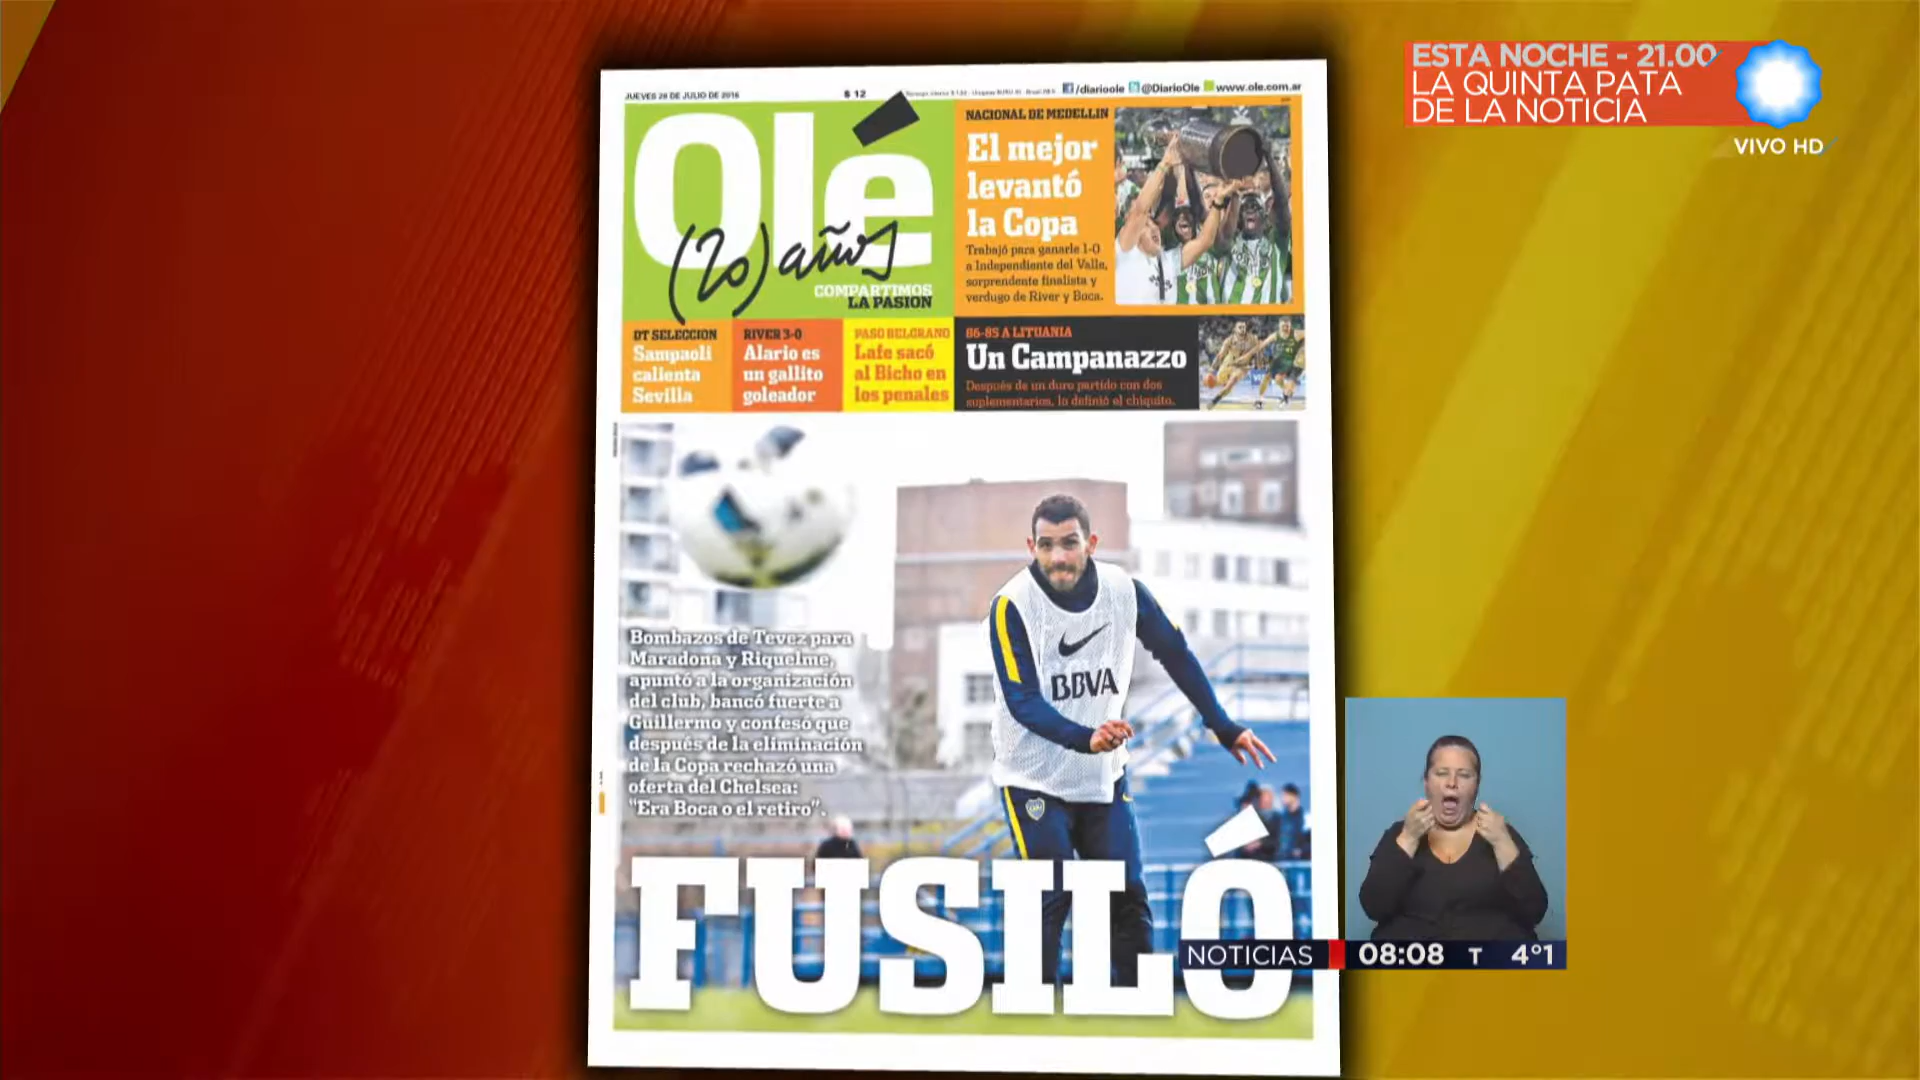 ESTA NOCHE - 21.00
LA QUINTA PATA
DE LA NOTICIA
VIVO HD
JUEVES 28 DE JULIO DE 2016
$ 12
/diarioole
@DiarioOle
www.ole.com.ar
Olé
(20) años
COMPARTIMOS
LA PASION
NACIONAL DE MEDELLIN
El mejor
levantó
la Copa
Trabajó para ganarle 1-0
a Independiente del Valle,
sorprendente finalista y
verdugo de River y Boca.
DT SELECCION
Sampaoli
calienta
Sevilla
RIVER 3-0
Alario es
un gallito
goleador
PASO BELGRANO
Lafe sacó
al Bicho en
los penales
86-85 A LITUANIA
Un Campanazzo
Después de un duro partido con dos
suplementarios, lo definió el chiquito.
Bombazos de Tevez para
Maradona y Riquelme,
apuntó a la organización
del club, bancó fuerte a
Guillermo y confesó que
después de la eliminación
de la Copa rechazó una
oferta del Chelsea:
“Era Boca o el retiro”.
BBVA
FUSILÓ
NOTICIAS
08:08 T 4°1